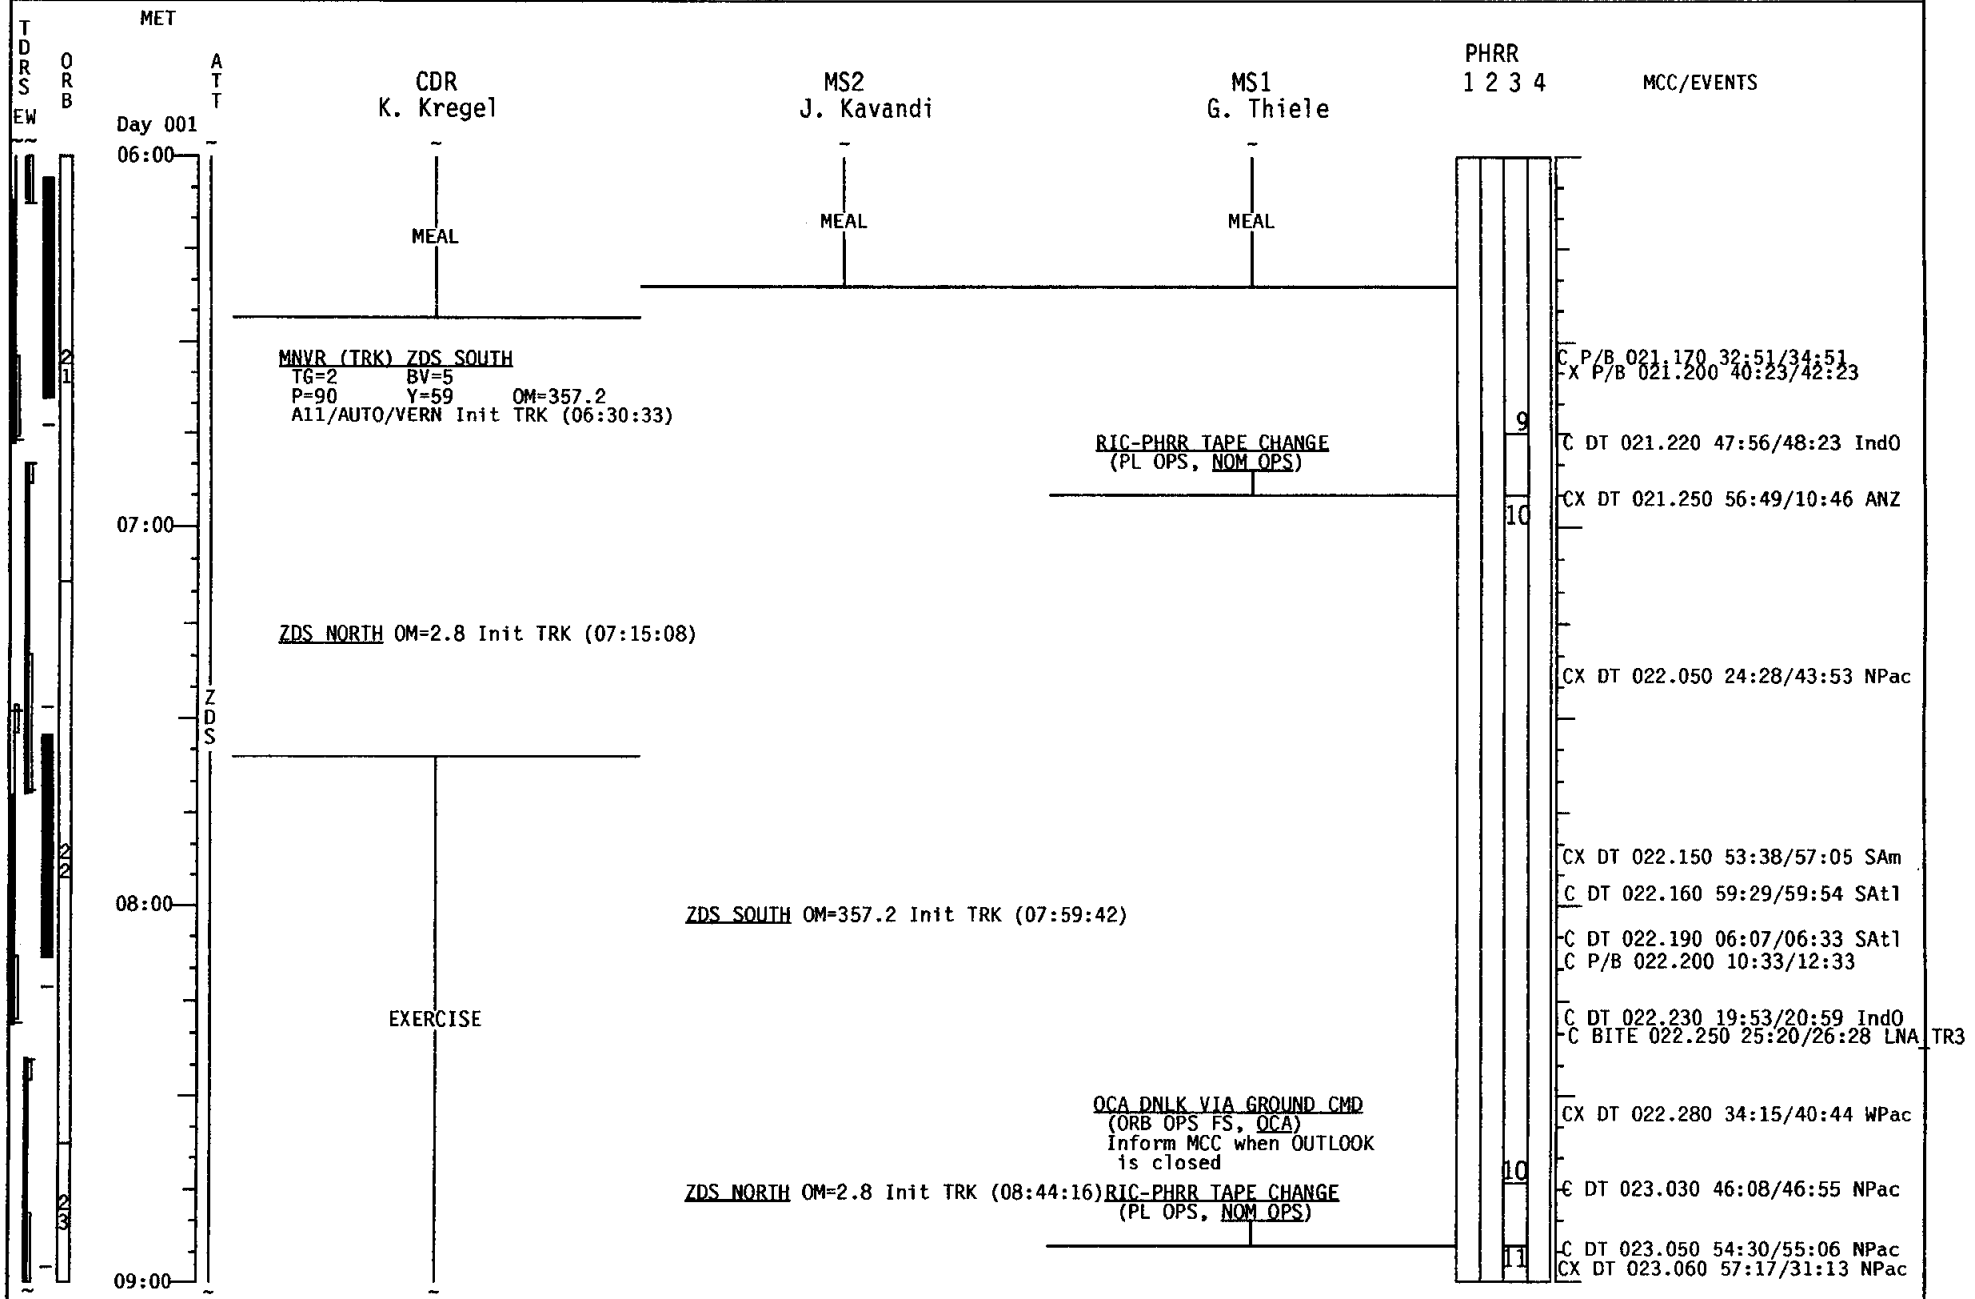 MET
TDRS
ORB
ATT
EW
CDR
K. Kregel
MS2
J. Kavandi
MS1
G. Thiele
PHRR
1 2 3 4
MCC/EVENTS
Day 001
06:00
MEAL
MEAL
MEAL
21
MNVR (TRK) ZDS SOUTH
TG=2 BV=5
P=90 Y=59 OM=357.2
All/AUTO/VERN Init TRK (06:30:33)
C P/B 021.170 32:51/34:51
X P/B 021.200 40:23/42:23
9
RIC-PHRR TAPE CHANGE
(PL OPS, NOM OPS)
C DT 021.220 47:56/48:23 IndO
10
CX DT 021.250 56:49/10:46 ANZ
07:00
ZDS NORTH OM=2.8 Init TRK (07:15:08)
CX DT 022.050 24:28/43:53 NPac
ZDS
22
CX DT 022.150 53:38/57:05 SAm
C DT 022.160 59:29/59:54 SAtl
08:00
ZDS SOUTH OM=357.2 Init TRK (07:59:42)
C DT 022.190 06:07/06:33 SAtl
C P/B 022.200 10:33/12:33
EXERCISE
C DT 022.230 19:53/20:59 IndO
C BITE 022.250 25:20/26:28 LNA TR3
OCA DNLK VIA GROUND CMD
(ORB OPS FS, OCA)
Inform MCC when OUTLOOK
is closed
CX DT 022.280 34:15/40:44 WPac
10
23
ZDS NORTH OM=2.8 Init TRK (08:44:16)
RIC-PHRR TAPE CHANGE
(PL OPS, NOM OPS)
C DT 023.030 46:08/46:55 NPac
11
C DT 023.050 54:30/55:06 NPac
CX DT 023.060 57:17/31:13 NPac
09:00